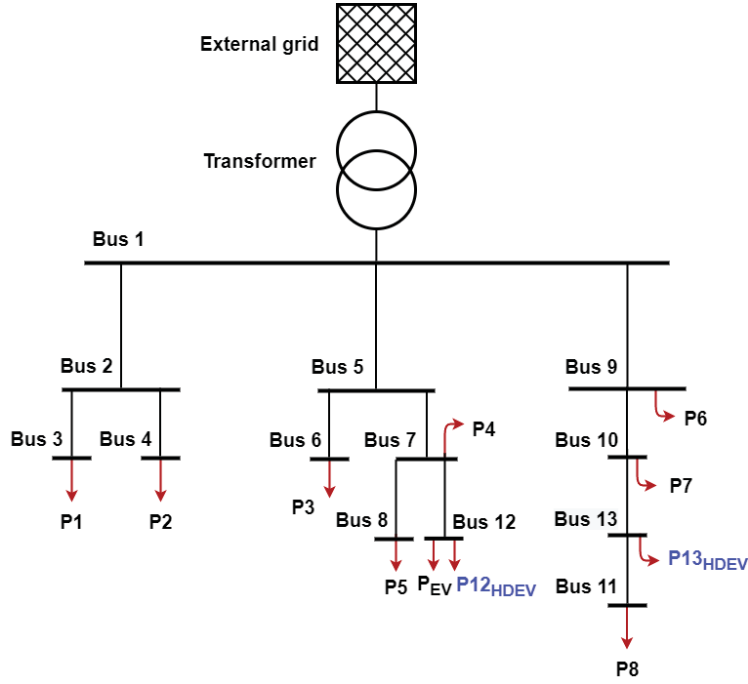 External grid
Transformer
Bus 1
Bus 2
Bus 5
Bus 9
P6
Bus 3
Bus 4
Bus 6
Bus 7
P4
Bus 10
P7
P1
P2
P3
Bus 8
Bus 12
Bus 13
P13HDEV
P5
PEV
P12HDEV
Bus 11
P8